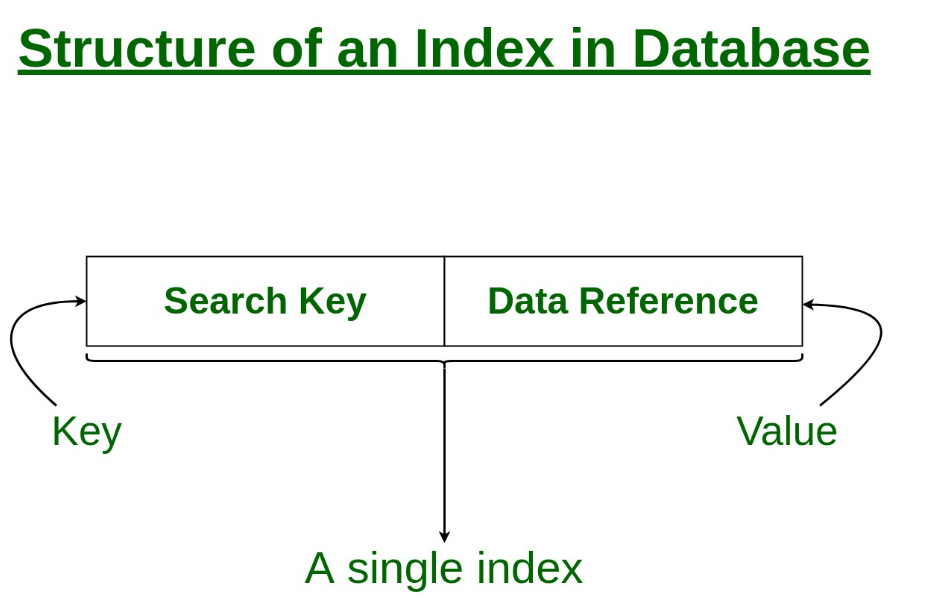 Structure of an Index in Database
Search Key
Data Reference
Key
Value
A single index